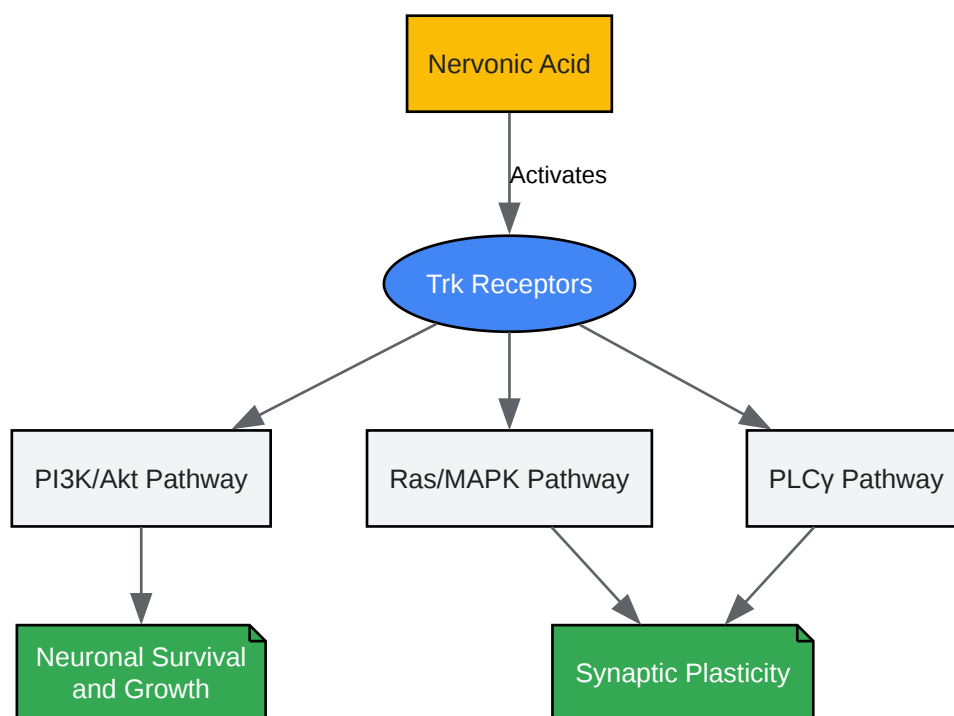 Nervonic Acid
Activates
Trk Receptors
PI3K/Akt Pathway
Ras/MAPK Pathway
PLCγ Pathway
Neuronal Survival
and Growth
Synaptic Plasticity